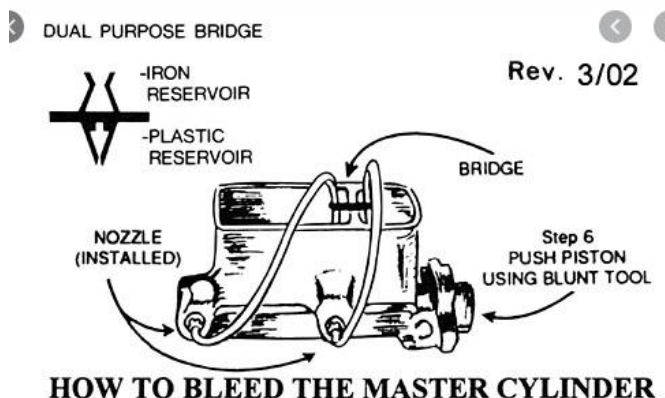 DUAL PURPOSE BRIDGE
Rev. 3/02
-IRON
RESERVOIR
-PLASTIC
RESERVOIR
BRIDGE
NOZZLE
(INSTALLED)
Step 6
PUSH PISTON
USING BLUNT TOOL
HOW TO BLEED THE MASTER CYLINDER